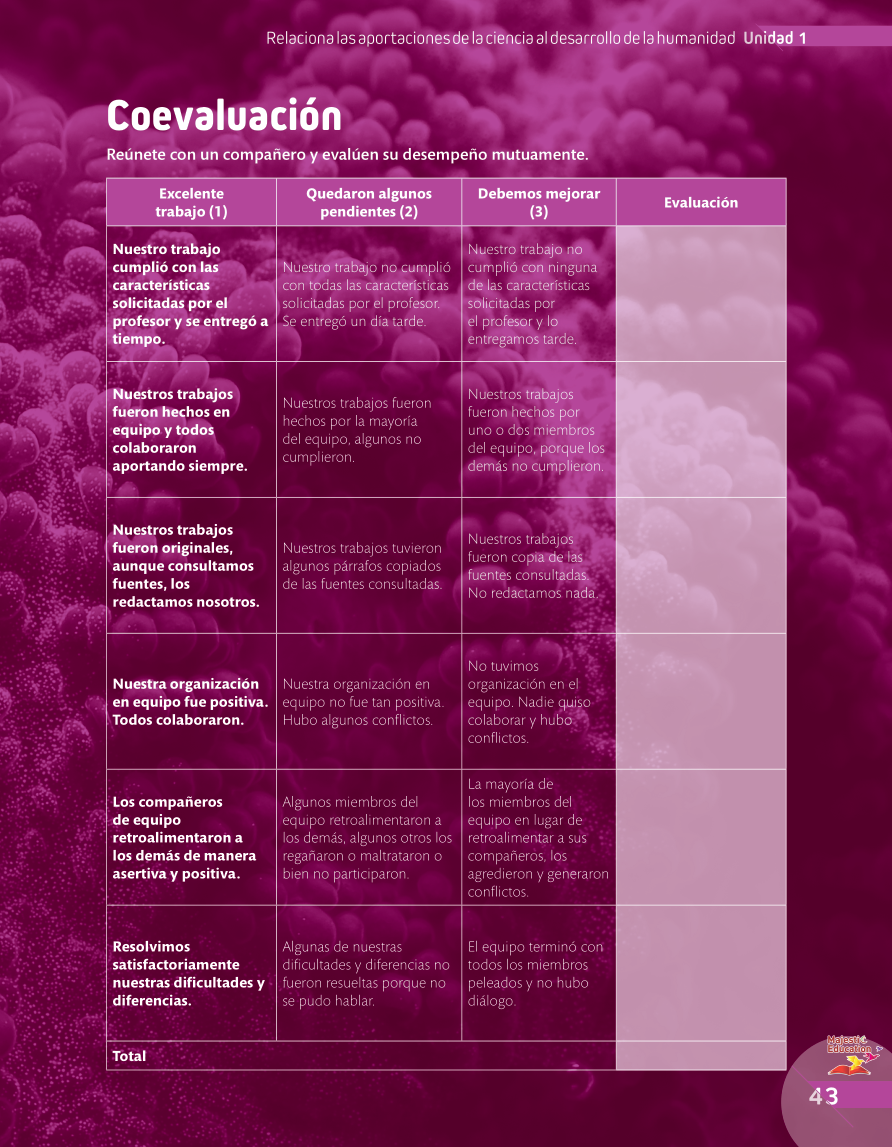 Relaciona las aportaciones de la ciencia al desarrollo de la humanidad Unidad 1
Coevaluación
Reúnete con un compañero y evalúen su desempeño mutuamente.
Excelente
trabajo (1)
Quedaron algunos
pendientes (2)
Debemos mejorar
(3)
Evaluación
Nuestro trabajo
cumplió con las
características
solicitadas por el
profesor y se entregó a
tiempo.
Nuestro trabajo no cumplió
con todas las características
solicitadas por el profesor.
Se entregó un día tarde.
Nuestro trabajo no
cumplió con ninguna
de las características
solicitadas por
el profesor y lo
entregamos tarde.
Nuestros trabajos
fueron hechos en
equipo y todos
colaboraron
aportando siempre.
Nuestros trabajos fueron
hechos por la mayoría
del equipo, algunos no
cumplieron.
Nuestros trabajos
fueron hechos por
uno o dos miembros
del equipo, porque los
demás no cumplieron.
Nuestros trabajos
fueron originales,
aunque consultamos
fuentes, los
redactamos nosotros.
Nuestros trabajos tuvieron
algunos párrafos copiados
de las fuentes consultadas.
Nuestros trabajos
fueron copia de las
fuentes consultadas.
No redactamos nada.
Nuestra organización
en equipo fue positiva.
Todos colaboraron.
Nuestra organización en
equipo no fue tan positiva.
Hubo algunos conflictos.
No tuvimos
organización en el
equipo. Nadie quiso
colaborar y hubo
conflictos.
Los compañeros
de equipo
retroalimentaron a
los demás de manera
asertiva y positiva.
Algunos miembros del
equipo retroalimentaron a
los demás, algunos otros los
regañaron o maltrataron o
bien no participaron.
La mayoría de
los miembros del
equipo en lugar de
retroalimentar a sus
compañeros, los
agredieron y generaron
conflictos.
Resolvimos
satisfactoriamente
nuestras dificultades y
diferencias.
Algunas de nuestras
dificultades y diferencias no
fueron resueltas porque no
se pudo hablar.
El equipo terminó con
todos los miembros
peleados y no hubo
diálogo.
Total
Majestic
Education
43